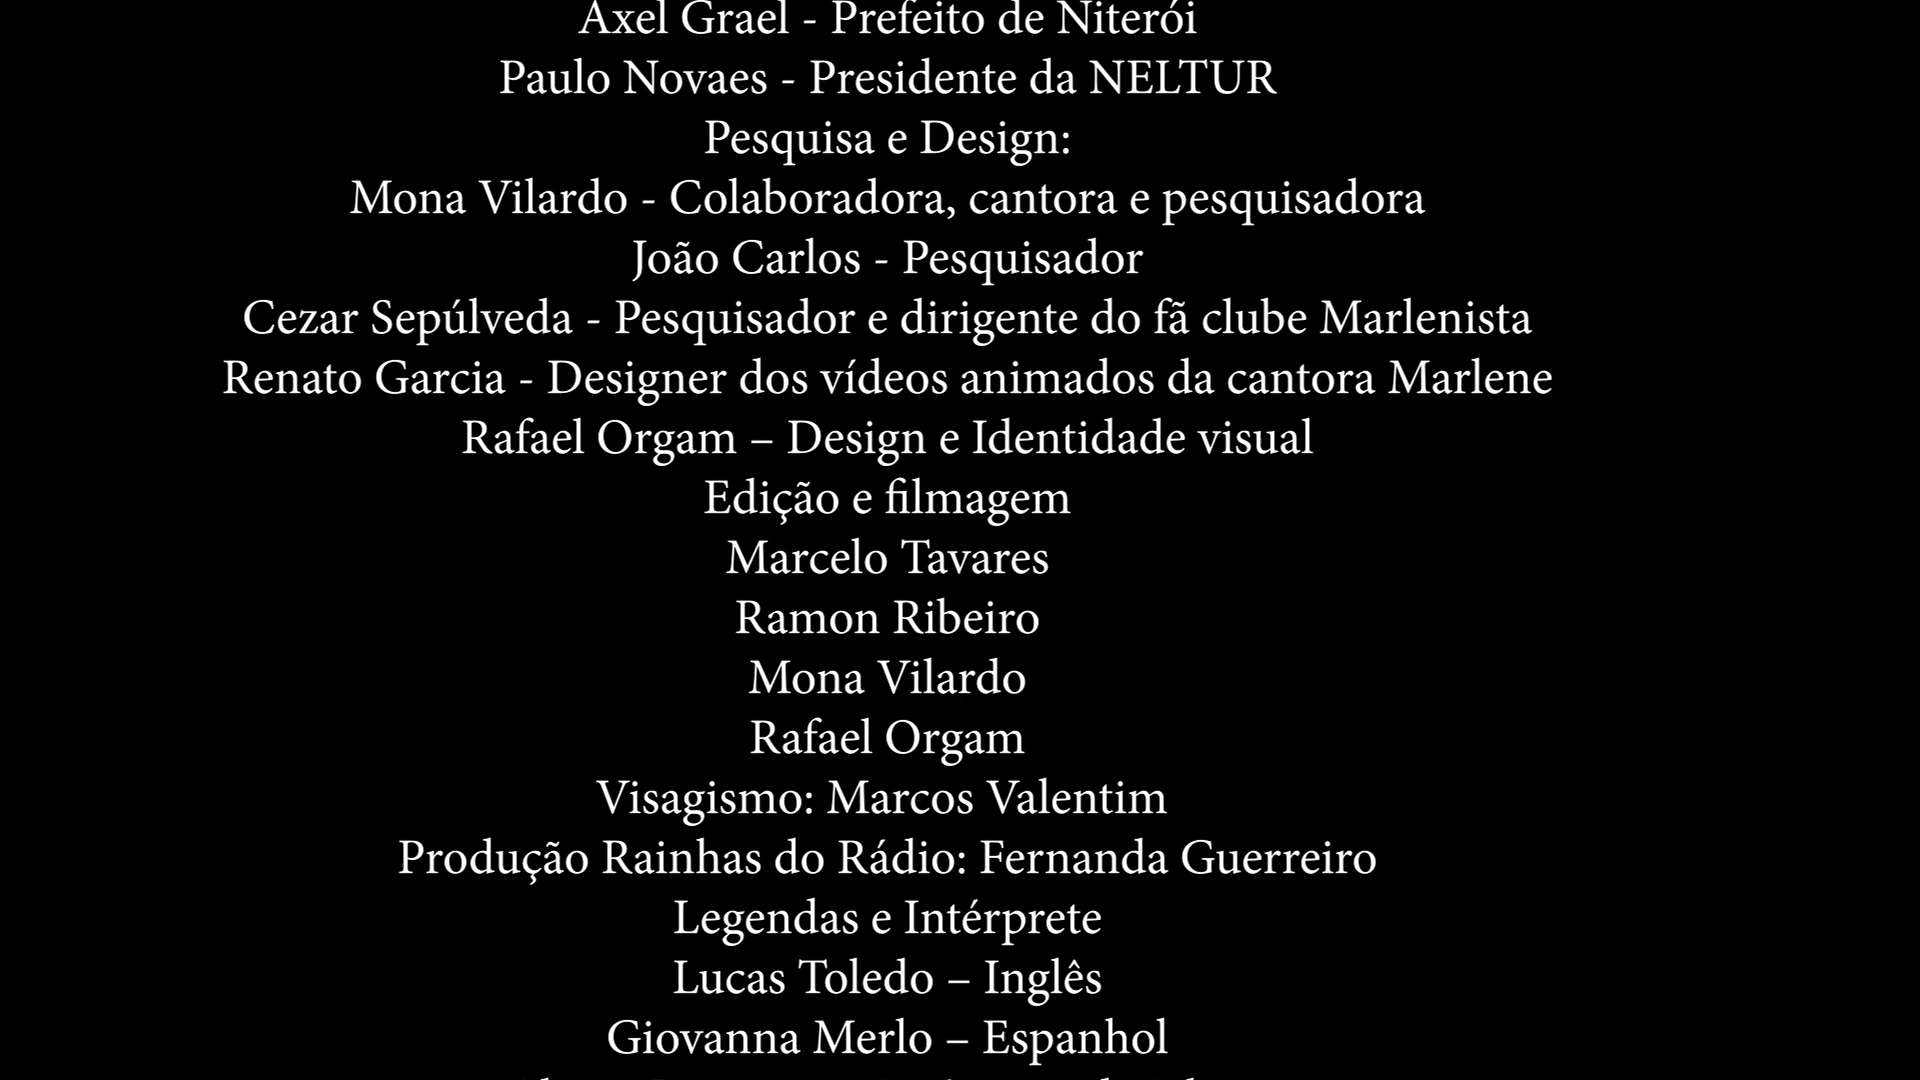 Axel Grael - Prefeito de Niterói
Paulo Novaes - Presidente da NELTUR
Pesquisa e Design:
Mona Vilardo - Colaboradora, cantora e pesquisadora
João Carlos - Pesquisador
Cezar Sepúlveda - Pesquisador e dirigente do fã clube Marlenista
Renato Garcia - Designer dos vídeos animados da cantora Marlene
Rafael Orgam – Design e Identidade visual
Edição e filmagem
Marcelo Tavares
Ramon Ribeiro
Mona Vilardo
Rafael Orgam
Visagismo: Marcos Valentim
Produção Rainhas do Rádio: Fernanda Guerreiro
Legendas e Intérprete
Lucas Toledo – Inglês
Giovanna Merlo – Espanhol